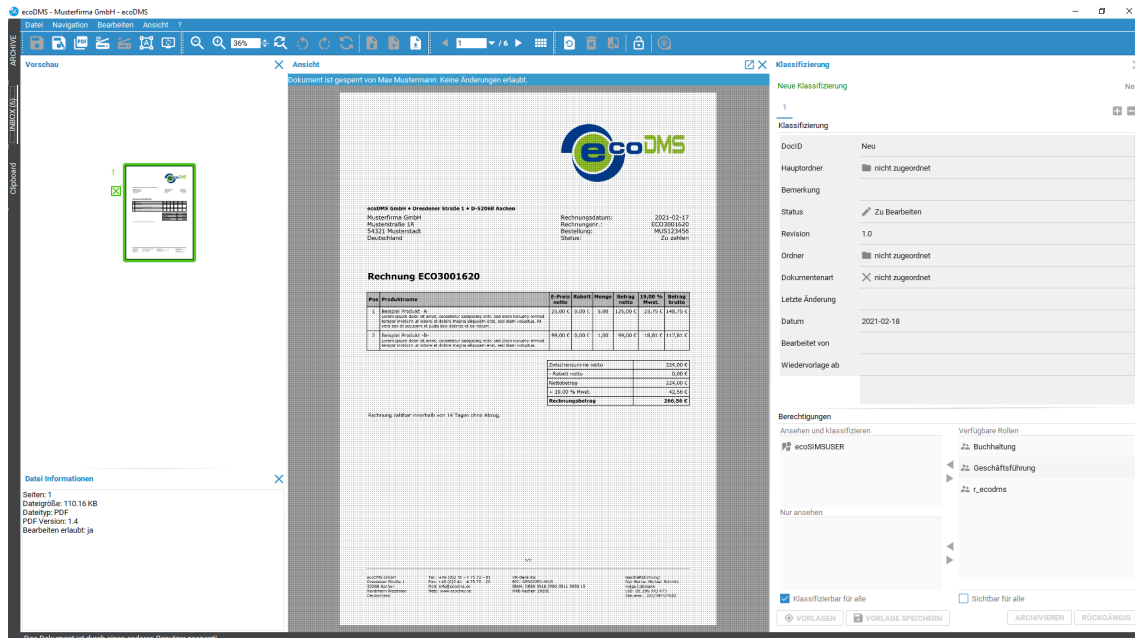 ecoDMS - Musterfirma GmbH - ecoDMS
Datei Navigation Bearbeiten Ansicht ?
ARCHIVE
INBOX (6)
Clipboard
36%
1 / 6
Vorschau
1
Datei Informationen
Seiten: 1
Dateigröße: 110.16 KB
Dateityp: PDF
PDF Version: 1.4
Bearbeiten erlaubt: ja
Ansicht
Dokument ist gesperrt von Max Mustermann. Keine Änderungen erlaubt.
ecoDMS
ecoDMS GmbH • Dresdener Straße 1 • D-52068 Aachen
Musterfirma GmbH
Musterstraße 1A
54321 Musterstadt
Deutschland
Rechnungsdatum: 2021-02-17
Rechnungsnr.: ECO3001620
Bestellung: MUS123456
Status: Zu zahlen
Rechnung ECO3001620
Pos Produktname E-Preis netto Rabatt Menge Betrag netto 19,00 % Mwst. Betrag brutto
1 Beispiel Produkt -A- 25,00 € 0,00 € 5,00 125,00 € 23,75 € 148,75 €
2 Beispiel Produkt -B- 99,00 € 0,00 € 1,00 99,00 € 18,81 € 117,81 €
Zwischensumme netto 224,00 €
- Rabatt netto 0,00 €
Nettobetrag 224,00 €
+ 19,00 % Mwst. 42,56 €
Rechnungsbetrag 266,56 €
Rechnung zahlbar innerhalb von 14 Tagen ohne Abzug.
1/1
Klassifizierung
Neue Klassifizierung
Ne
1
Klassifizierung
DocID Neu
Hauptordner nicht zugeordnet
Bemerkung
Status Zu Bearbeiten
Revision 1.0
Ordner nicht zugeordnet
Dokumentenart nicht zugeordnet
Letzte Änderung
Datum 2021-02-18
Bearbeitet von
Wiedervorlage ab
Berechtigungen
Ansehen und klassifizieren Verfügbare Rollen
ecoSIMSUSER
Buchhaltung
Geschäftsführung
r_ecodms
Nur ansehen
Klassifizierbar für alle Sichtbar für alle
VORLAGEN VORLAGE SPEICHERN ARCHIVIEREN RÜCKGÄNGIG